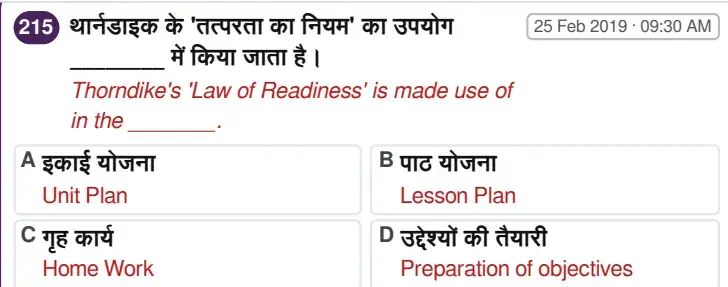 215 थार्नडाइक के 'तत्परता का नियम' का उपयोग
25 Feb 2019 · 09:30 AM
________ में किया जाता है।
Thorndike's 'Law of Readiness' is made use of
in the ________.
A इकाई योजना
Unit Plan
B पाठ योजना
Lesson Plan
C गृह कार्य
Home Work
D उद्देश्यों की तैयारी
Preparation of objectives